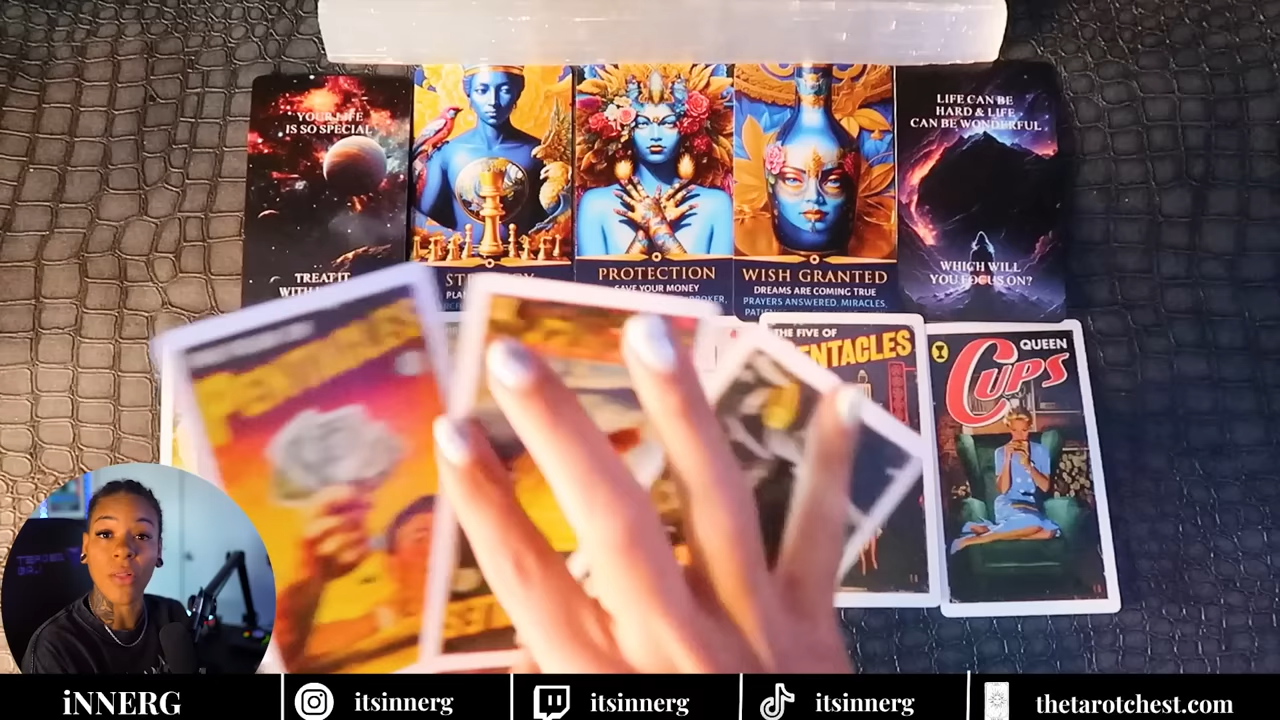 YOUR LIFE
IS SO SPECIAL
TREAT IT
PROTECTION
SAVE YOUR MONEY
WISH GRANTED
DREAMS ARE COMING TRUE
PRAYERS ANSWERED, MIRACLES,
LIFE CAN BE
HARD & LIFE
CAN BE WONDERFUL
WHICH WILL
YOU FOCUS ON?
PENTACLES
THE FIVE OF
PENTACLES
QUEEN
CUPS
iNNERG
itsinnerg
itsinnerg
itsinnerg
thetarotchest.com